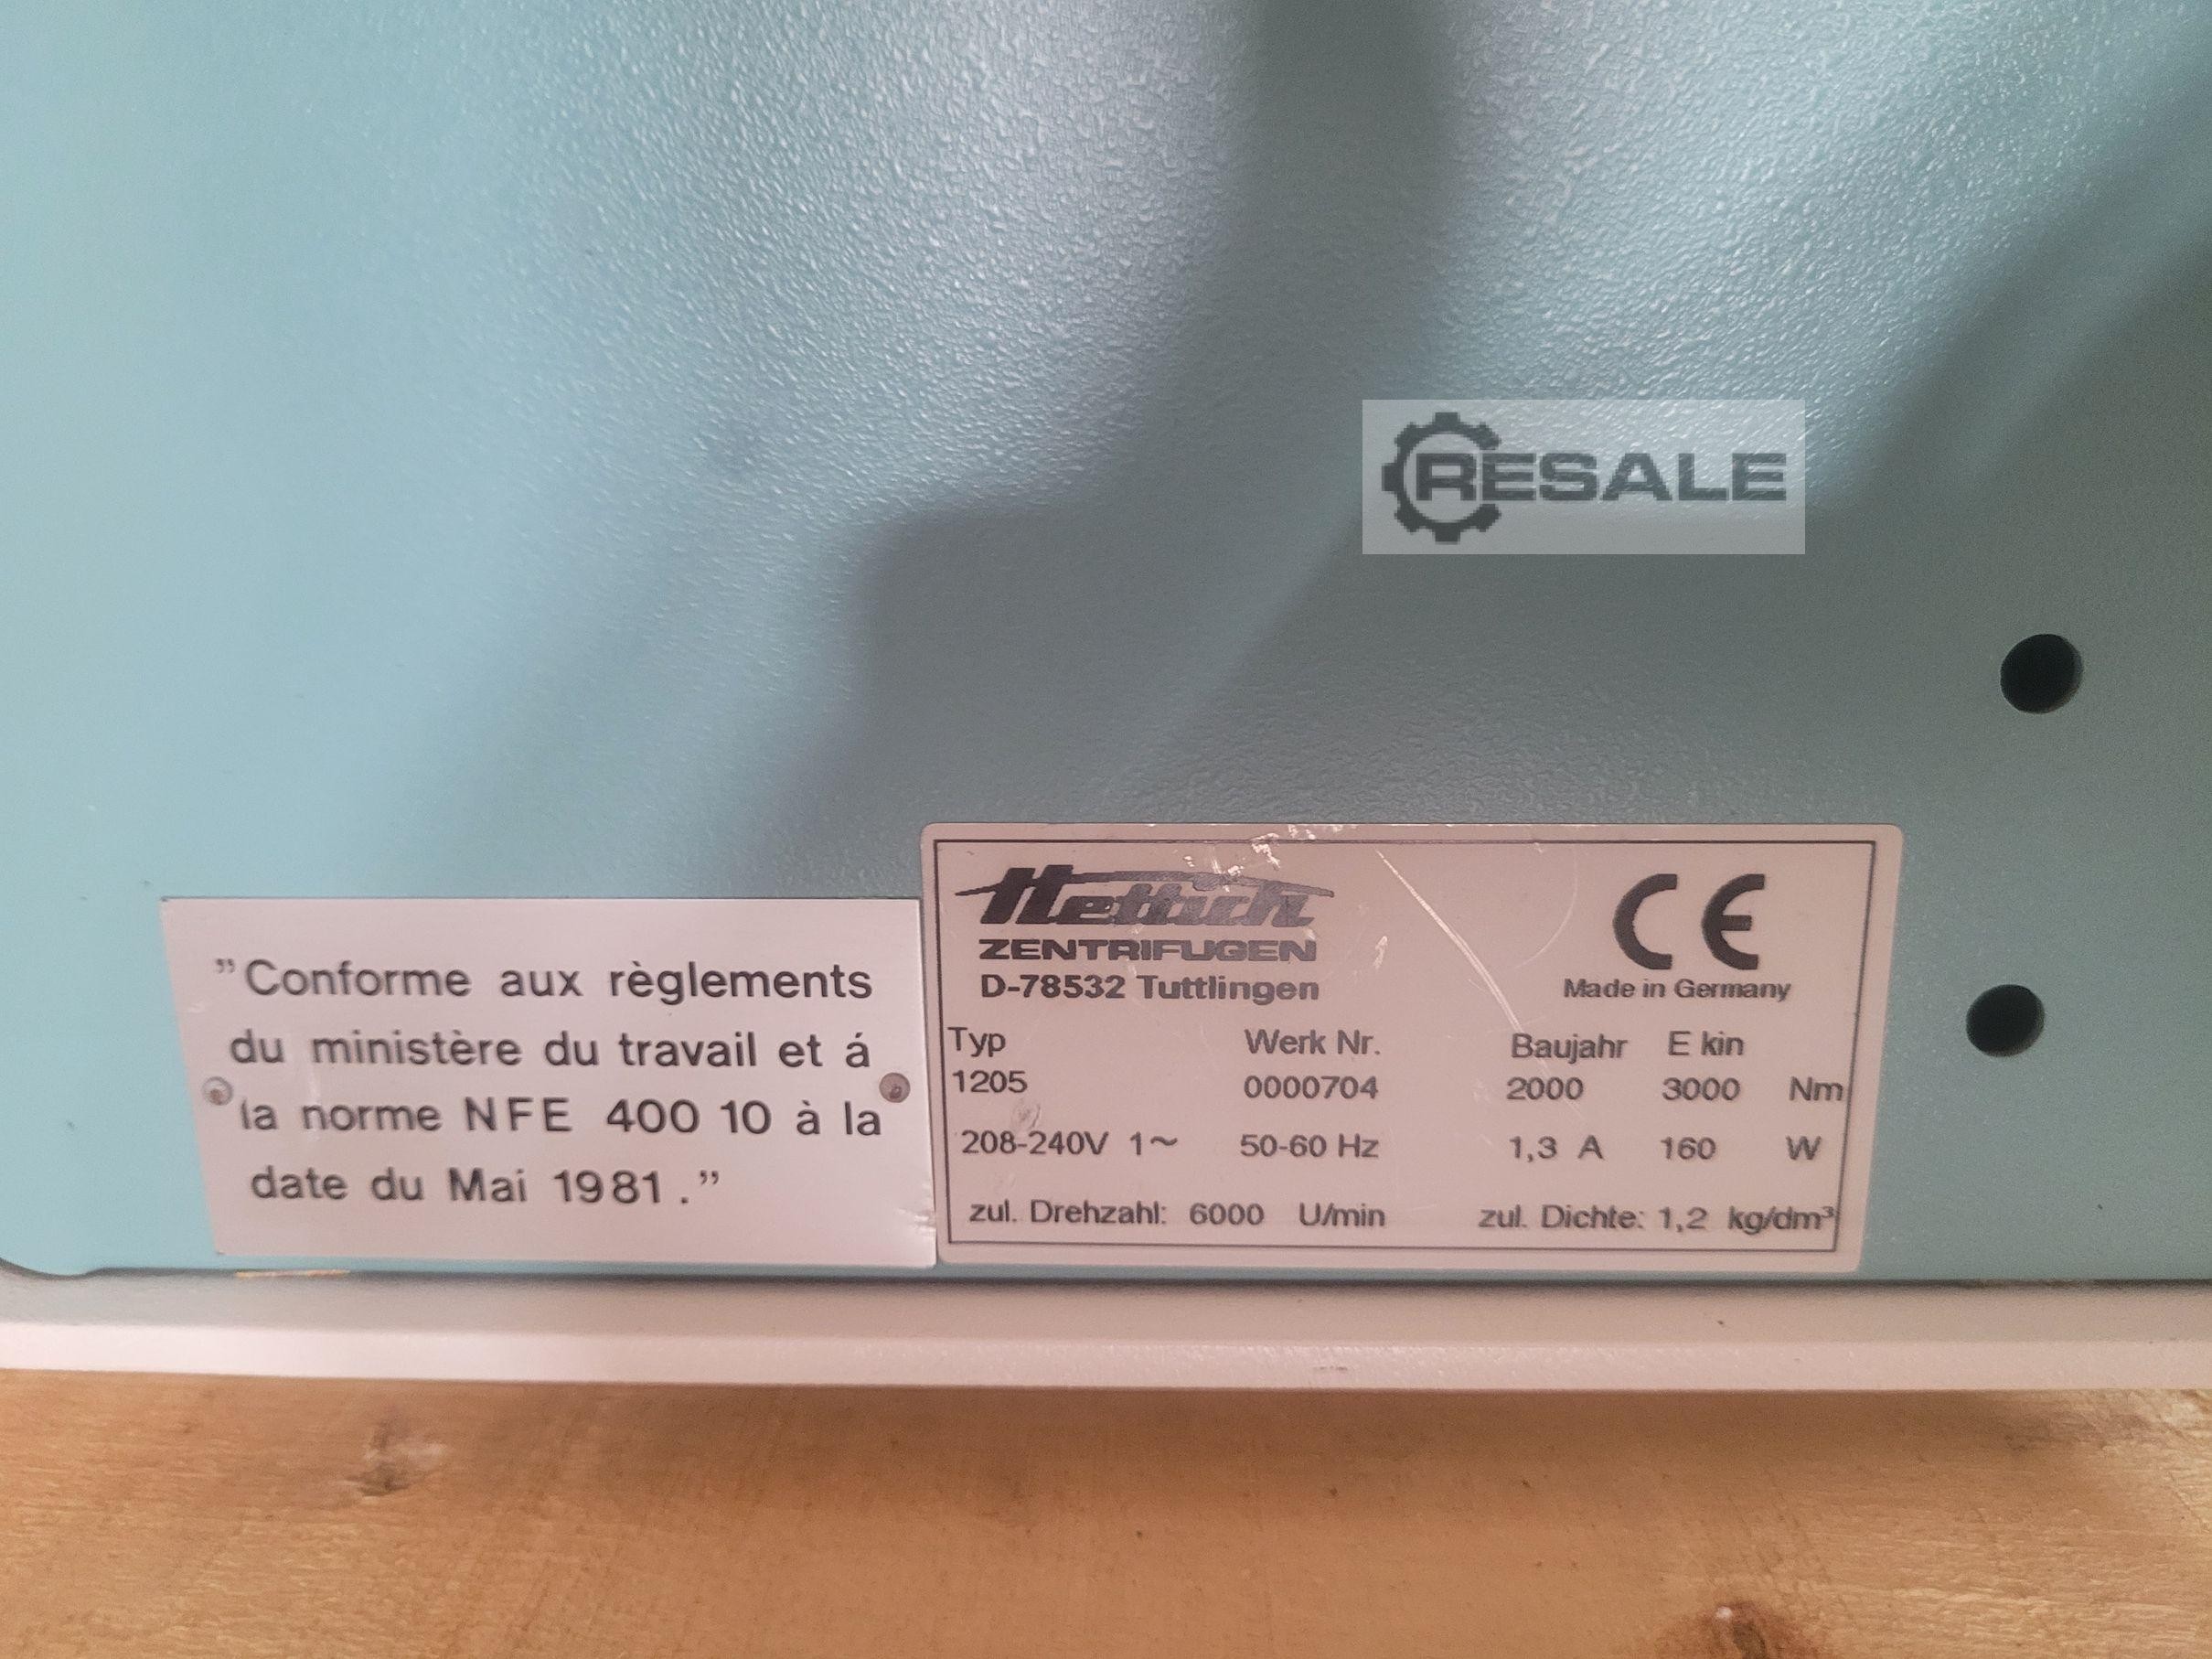 RESALE
"Conforme aux règlements
du ministère du travail et á
la norme NFE 400 10 à la
date du Mai 1981."
Hettich
ZENTRIFUGEN
D-78532 Tuttlingen
CE
Made in Germany
Typ Werk Nr. Baujahr E kin
1205 0000704 2000 3000 Nm
208-240V 1~ 50-60 Hz 1,3 A 160 W
zul. Drehzahl: 6000 U/min zul. Dichte: 1,2 kg/dm³